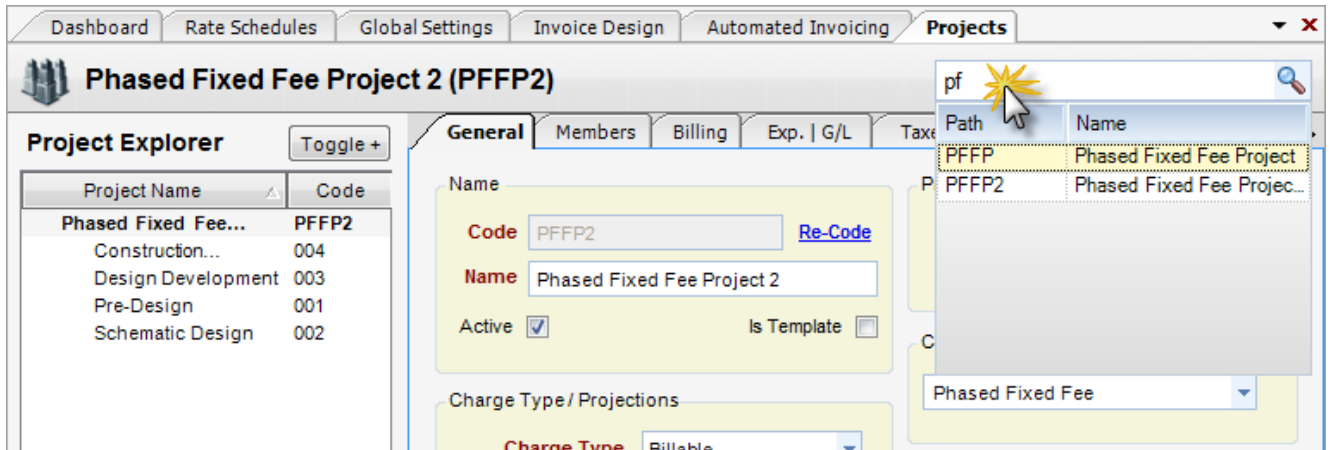 Dashboard Rate Schedules Global Settings Invoice Design Automated Invoicing Projects
Phased Fixed Fee Project 2 (PFFP2)
pf
Project Explorer Toggle +
General Members Billing Exp. | G/L
Path Name
PFFP Phased Fixed Fee Project
PFFP2 Phased Fixed Fee Projec...
Project Name Code
Phased Fixed Fee... PFFP2
Construction... 004
Design Development 003
Pre-Design 001
Schematic Design 002
Name
Code PFFP2 Re-Code
Name Phased Fixed Fee Project 2
Active Is Template
Phased Fixed Fee
Charge Type / Projections
Charge Type Billable